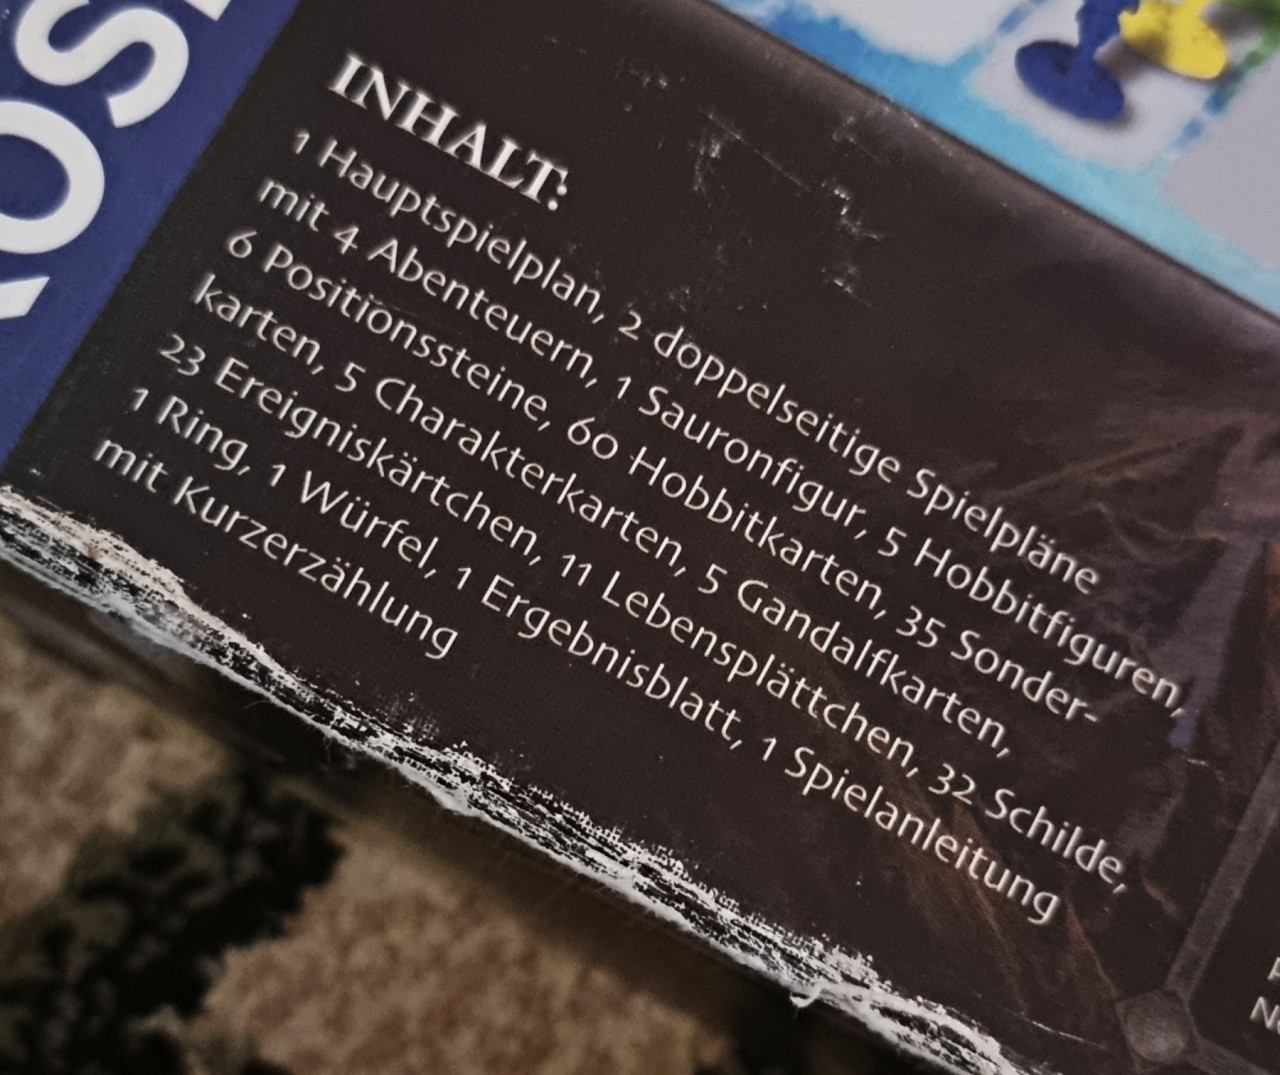 KOS
INHALT:
1 Hauptspielplan, 2 doppelseitige Spielpläne
mit 4 Abenteuern, 1 Sauronfigur, 5 Hobbitfiguren,
6 Positionssteine, 60 Hobbitkarten, 35 Sonder-
karten, 5 Charakterkarten, 5 Gandalfkarten,
23 Ereigniskärtchen, 11 Lebensplättchen, 32 Schilde,
1 Ring, 1 Würfel, 1 Ergebnisblatt, 1 Spielanleitung
mit Kurzerzählung